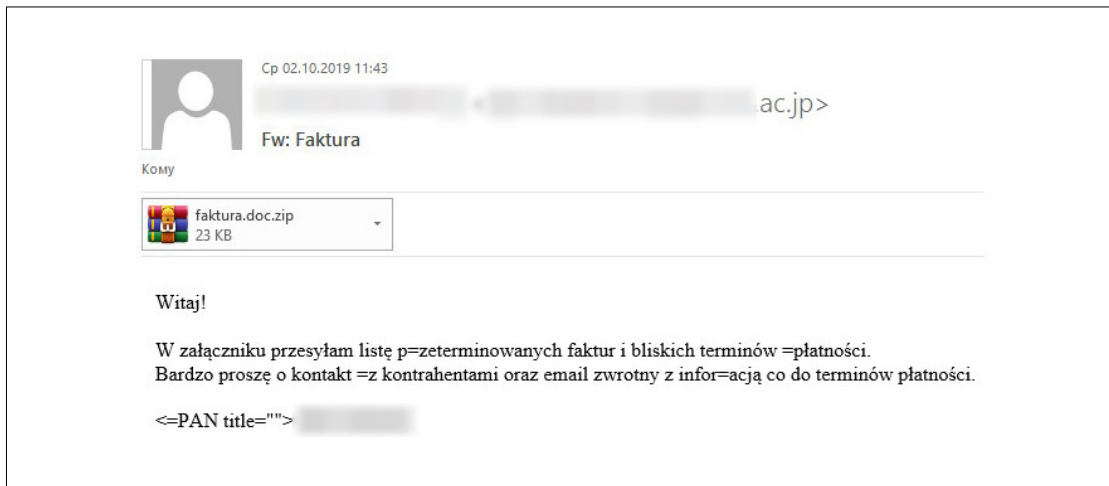 Ср 02.10.2019 11:43
< .ac.jp>
Fw: Faktura
Кому
faktura.doc.zip
23 KB
Witaj!
W załączniku przesyłam listę p=zeterminowanych faktur i bliskich terminów =płatności.
Bardzo proszę o kontakt =z kontrahentami oraz email zwrotny z infor=acją co do terminów płatności.
<=PAN title="">